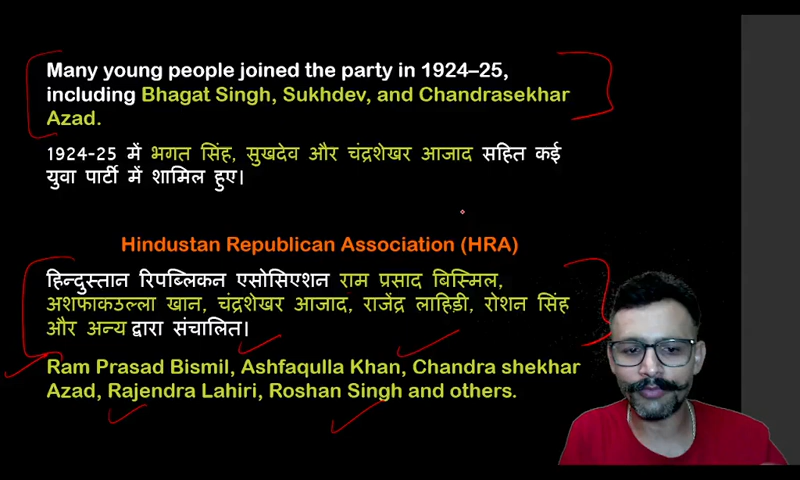 Many young people joined the party in 1924–25,
including Bhagat Singh, Sukhdev, and Chandrasekhar
Azad.
1924-25 में भगत सिंह, सुखदेव और चंद्रशेखर आजाद सहित कई
युवा पार्टी में शामिल हुए।
Hindustan Republican Association (HRA)
हिन्दुस्तान रिपब्लिकन एसोसिएशन राम प्रसाद बिस्मिल,
अशफाकउल्ला खान, चंद्रशेखर आजाद, राजेंद्र लाहिड़ी, रोशन सिंह
और अन्य द्वारा संचालित।
Ram Prasad Bismil, Ashfaqulla Khan, Chandra shekhar
Azad, Rajendra Lahiri, Roshan Singh and others.